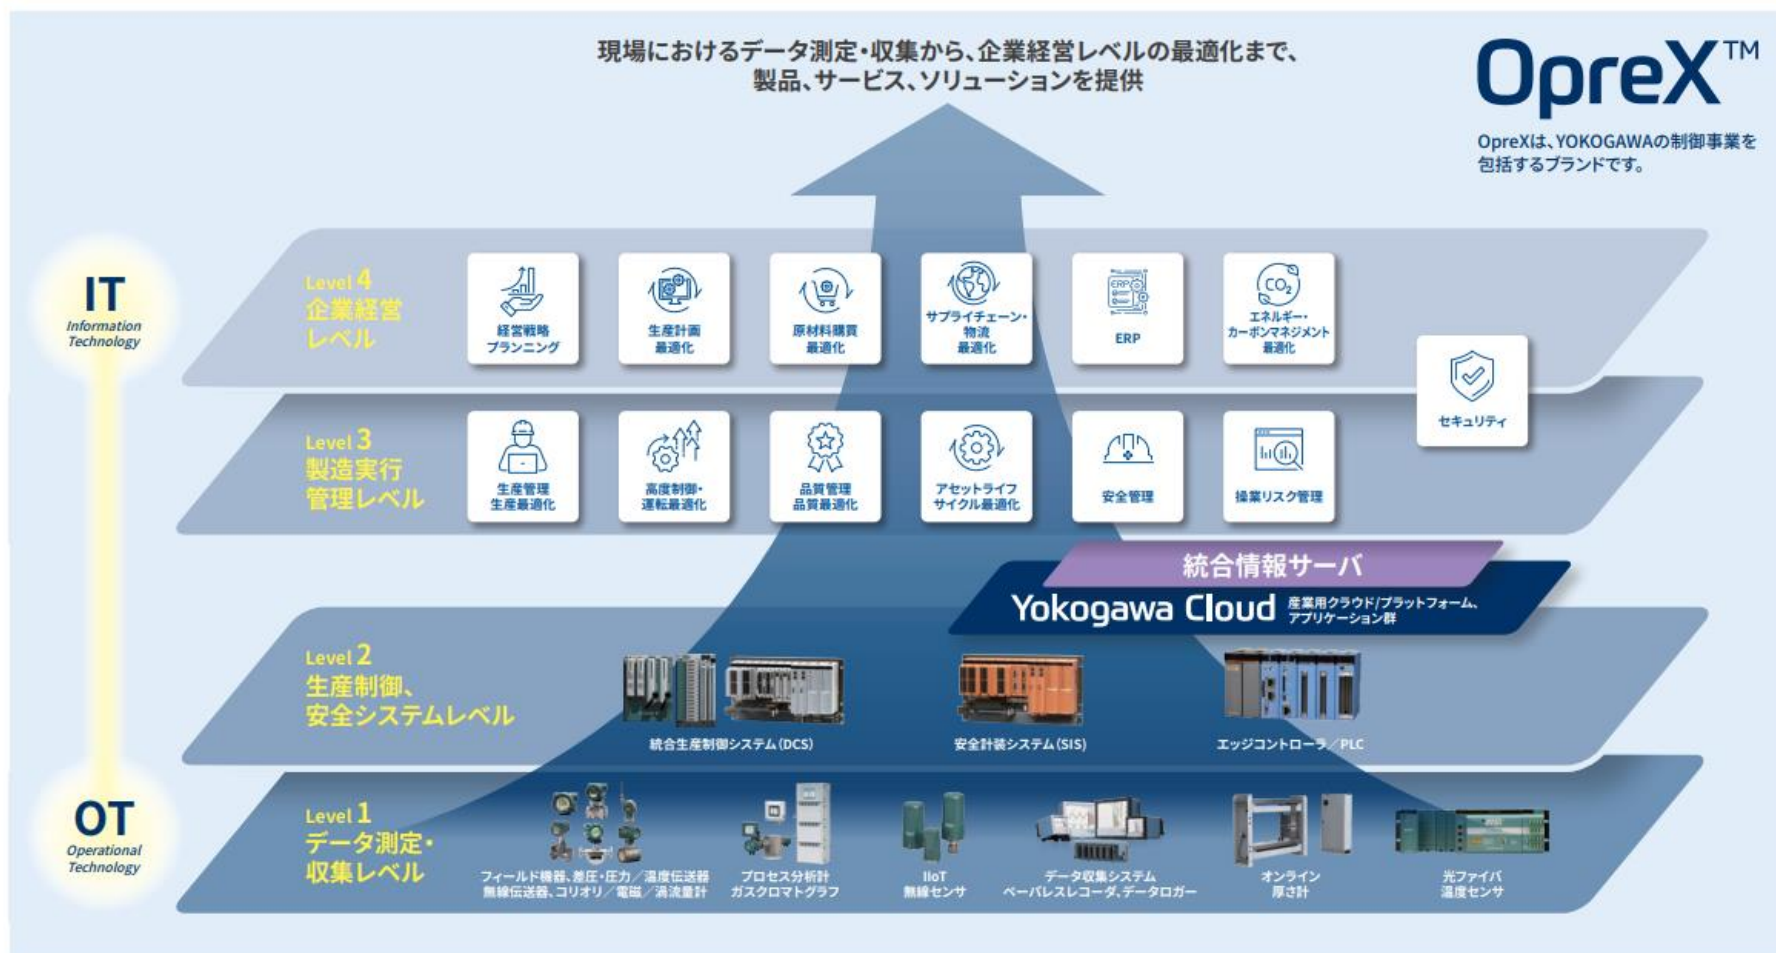 現場におけるデータ測定・収集から、企業経営レベルの最適化まで、
製品、サービス、ソリューションを提供
OpreX™
OpreXは、YOKOGAWAの制御事業を
包括するブランドです。
IT
Information
Technology
Level 4
企業経営
レベル
経営戦略
プランニング
生産計画
最適化
原材料購買
最適化
サプライチェーン・
物流
最適化
ERP
ERP
CO2
エネルギー・
カーボンマネジメント
最適化
セキュリティ
Level 3
製造実行
管理レベル
生産管理
生産最適化
高度制御・
運転最適化
品質管理
品質最適化
アセットライフ
サイクル最適化
安全管理
操業リスク管理
統合情報サーバ
Yokogawa Cloud
産業用クラウド/プラットフォーム、
アプリケーション群
Level 2
生産制御、
安全システムレベル
統合生産制御システム(DCS)
安全計装システム(SIS)
エッジコントローラ／PLC
OT
Operational
Technology
Level 1
データ測定・
収集レベル
フィールド機器、差圧・圧力／温度伝送器
無線伝送器、コリオリ／電磁／渦流量計
プロセス分析計
ガスクロマトグラフ
IIoT
無線センサ
データ収集システム
ペーパレスレコーダ、データロガー
オンライン
厚さ計
光ファイバ
温度センサ